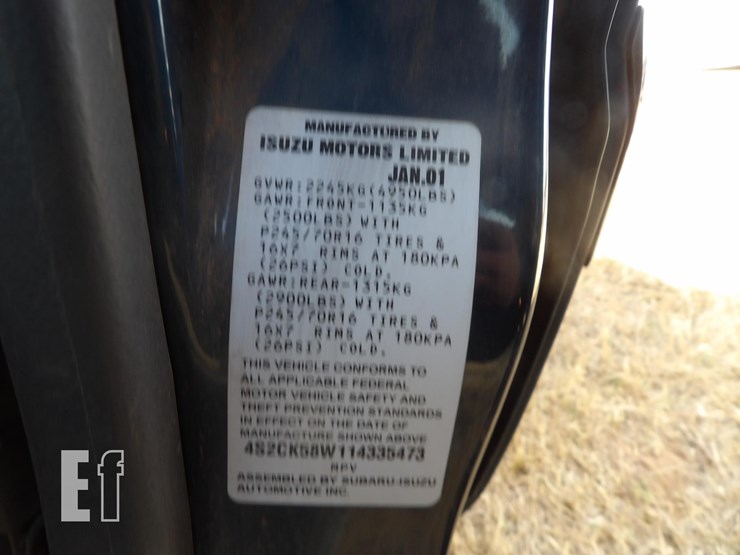 MANUFACTURED BY
ISUZU MOTORS LIMITED
JAN.01
GVWR:2245KG(4950LBS)
GAWR:FRONT=1135KG
(2500LBS) WITH
P245/70R16 TIRES &
16X7 RIMS AT 180KPA
(26PSI) COLD,
GAWR:REAR=1315KG
(2900LBS) WITH
P245/70R16 TIRES &
16X7 RIMS AT 180KPA
(26PSI) COLD.
THIS VEHICLE CONFORMS TO
ALL APPLICABLE FEDERAL
MOTOR VEHICLE SAFETY AND
THEFT PREVENTION STANDARDS
IN EFFECT ON THE DATE OF
MANUFACTURE SHOWN ABOVE
4S2CK58W114335473
MPV
ASSEMBLED BY SUBARU-ISUZU
AUTOMOTIVE INC.
Ef